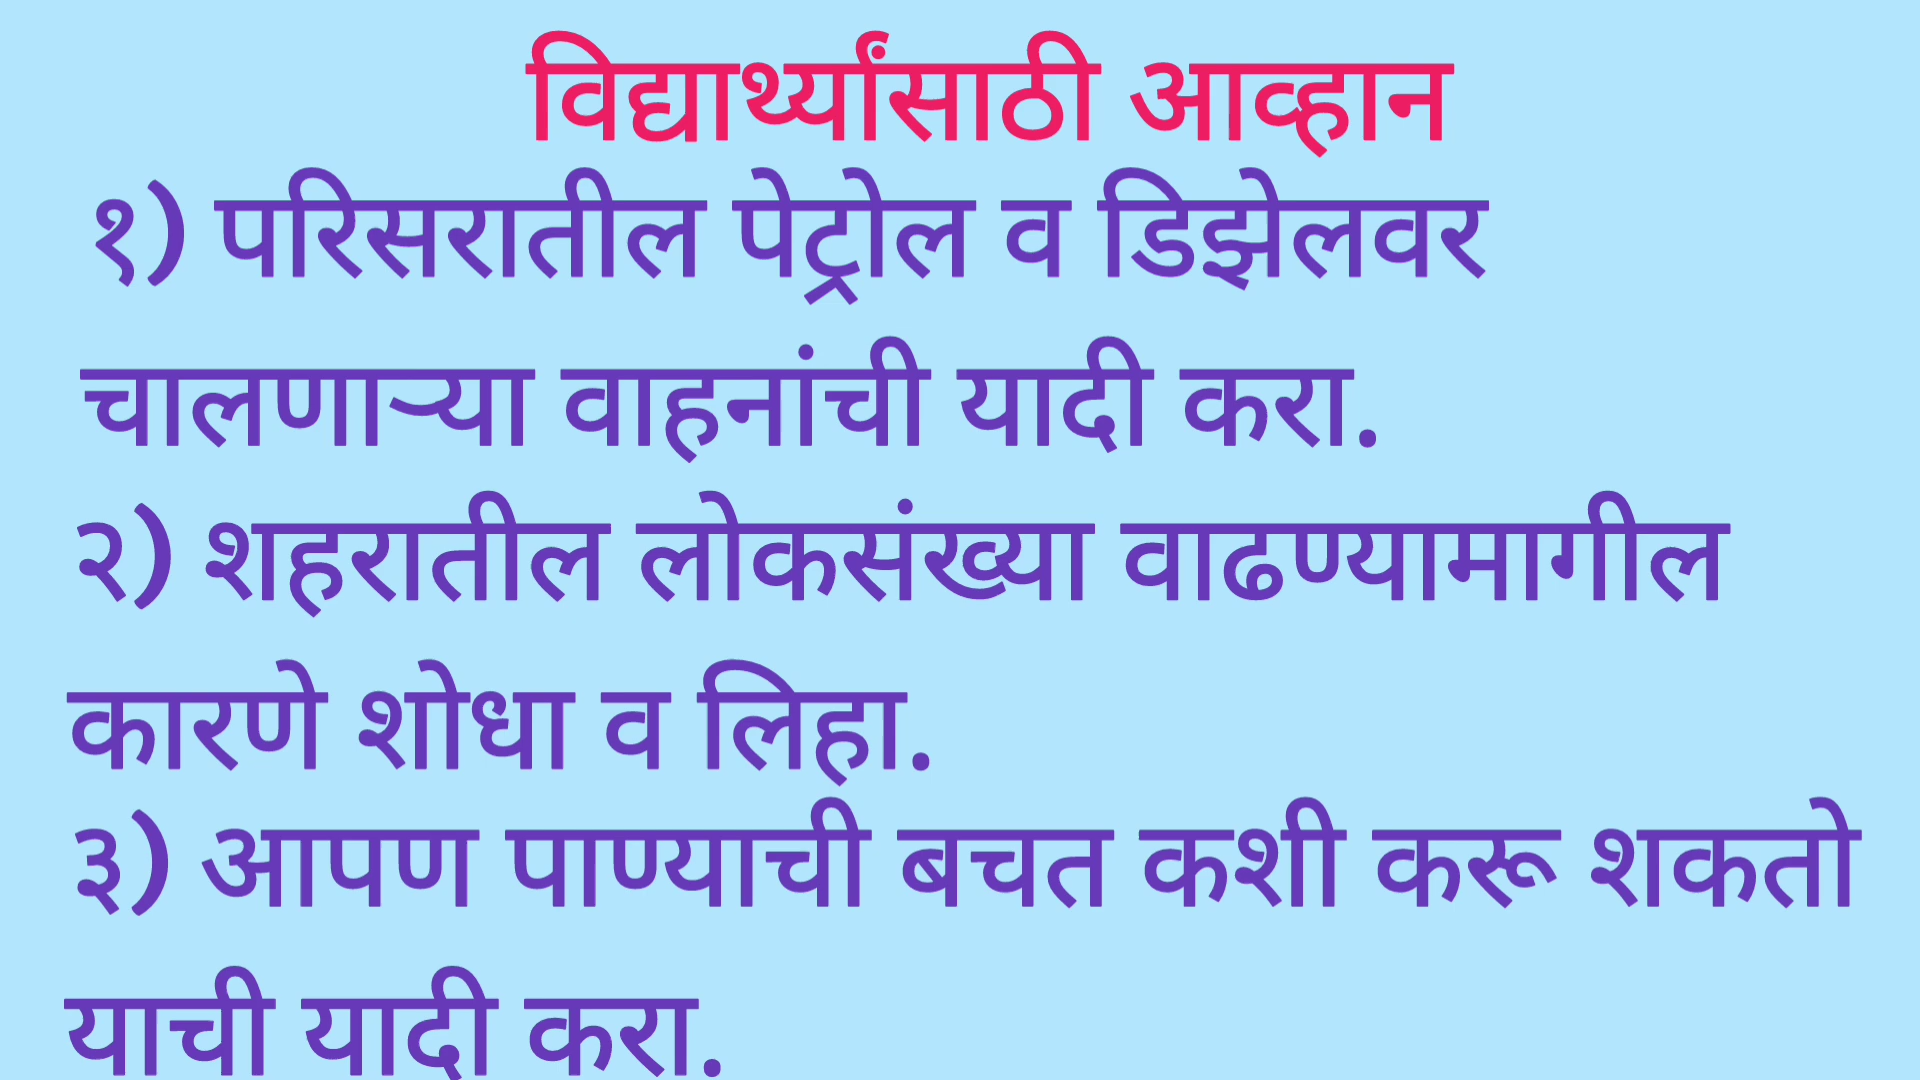 विद्यार्थ्यांसाठी आव्हान
१) परिसरातील पेट्रोल व डिझेलवर
चालणाऱ्या वाहनांची यादी करा.
२) शहरातील लोकसंख्या वाढण्यामागील
कारणे शोधा व लिहा.
३) आपण पाण्याची बचत कशी करू शकतो
याची यादी करा.